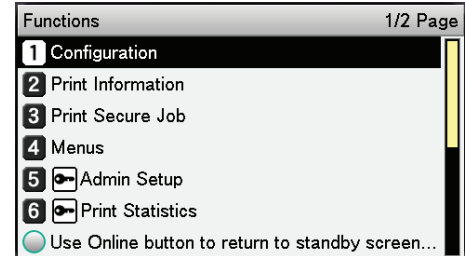 Functions 1/2 Page
1 Configuration
2 Print Information
3 Print Secure Job
4 Menus
5 Admin Setup
6 Print Statistics
Use Online button to return to standby screen...